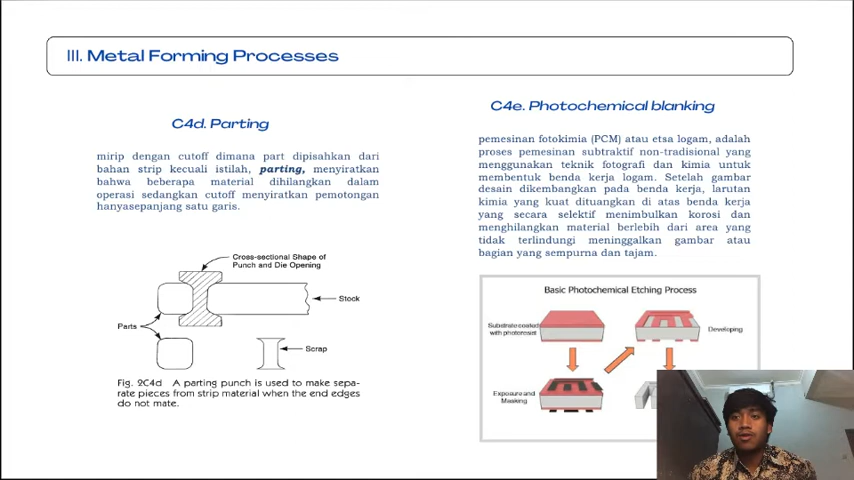 III. Metal Forming Processes
C4d. Parting
mirip dengan cutoff dimana part dipisahkan dari
bahan strip kecuali istilah, parting, menyiratkan
bahwa beberapa material dihilangkan dalam
operasi sedangkan cutoff menyiratkan pemotongan
hanyasepanjang satu garis.
Cross-sectional Shape of
Punch and Die Opening
Stock
Parts
Scrap
Fig. 2C4d A parting punch is used to make sepa-
rate pieces from strip material when the end edges
do not mate.
C4e. Photochemical blanking
pemesinan fotokimia (PCM) atau etsa logam, adalah
proses pemesinan subtraktif non-tradisional yang
menggunakan teknik fotografi dan kimia untuk
membentuk benda kerja logam. Setelah gambar
desain dikembangkan pada benda kerja, larutan
kimia yang kuat dituangkan di atas benda kerja
yang secara selektif menimbulkan korosi dan
menghilangkan material berlebih dari area yang
tidak terlindungi meninggalkan gambar atau
bagian yang sempurna dan tajam.
Basic Photochemical Etching Process
Substrate coated
with photoresist
Developing
Exposure and
Masking